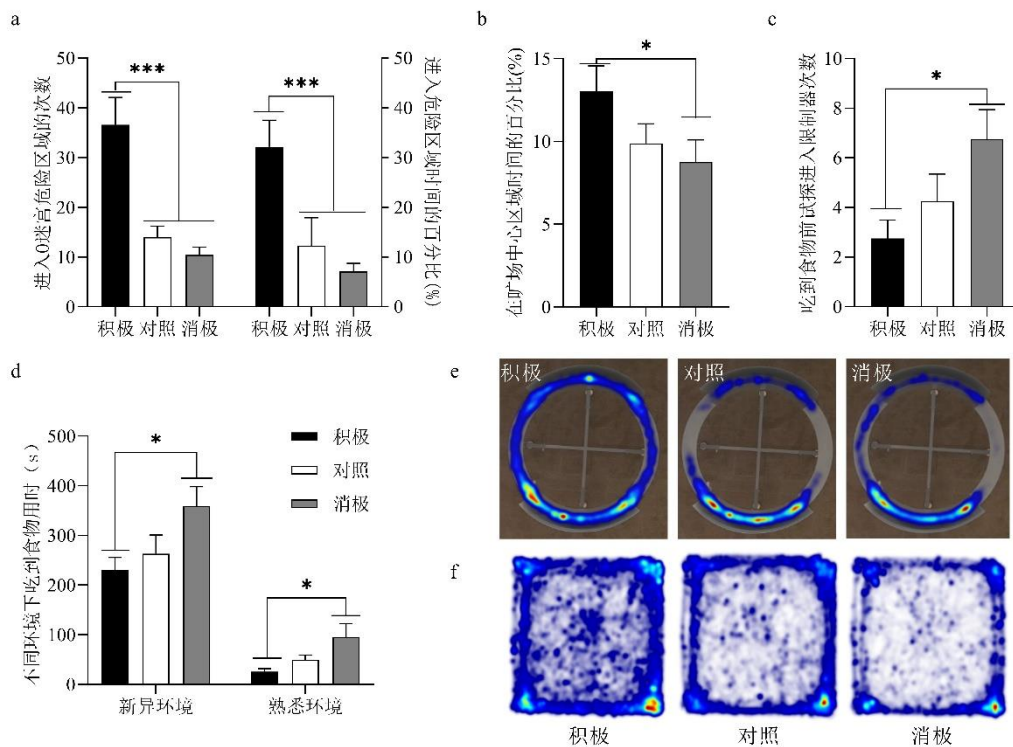 a
50
40
30
20
10
0
进入0迷宫危险区域的次数
***
***
50
40
30
20
10
0
进入危险区域时间的百分比(%)
积极 对照 消极
积极 对照 消极
b
15
10
5
0
在旷场中心区域时间的百分比(%)
*
积极 对照 消极
c
10
8
6
4
2
0
吃到食物前试探进入限制器次数
*
积极 对照 消极
d
500
400
300
200
100
0
不同环境下吃到食物用时（s）
*
*
积极
对照
消极
新异环境 熟悉环境
e
积极 对照 消极
f
积极 对照 消极